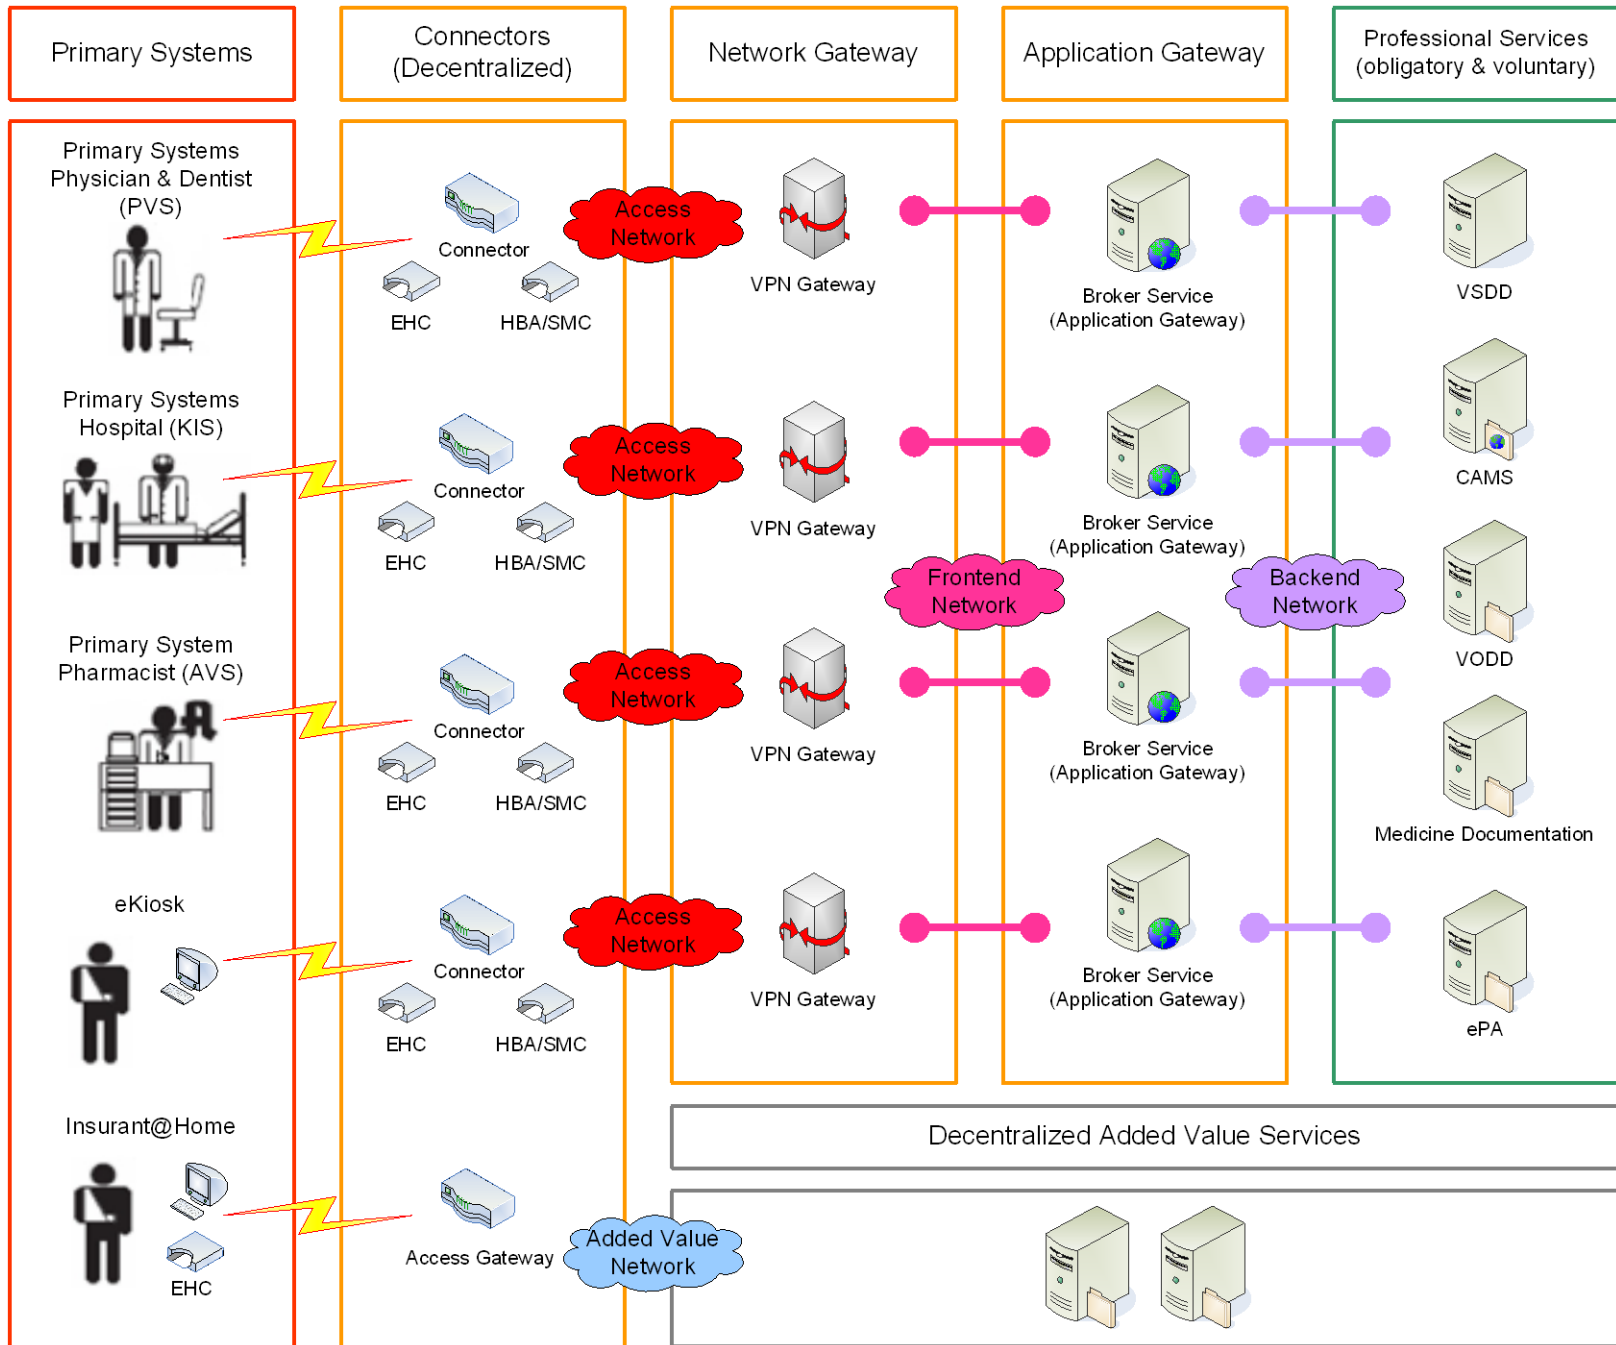 Primary Systems
Connectors
(Decentralized)
Network Gateway
Application Gateway
Professional Services
(obligatory & voluntary)
Primary Systems
Physician & Dentist
(PVS)
Connector
EHC
HBA/SMC
Access
Network
VPN Gateway
Broker Service
(Application Gateway)
VSDD
Primary Systems
Hospital (KIS)
Connector
EHC
HBA/SMC
Access
Network
VPN Gateway
Broker Service
(Application Gateway)
CAMS
Frontend
Network
Backend
Network
VODD
Primary System
Pharmacist (AVS)
Connector
EHC
HBA/SMC
Access
Network
VPN Gateway
Broker Service
(Application Gateway)
Medicine Documentation
eKiosk
Connector
EHC
HBA/SMC
Access
Network
VPN Gateway
Broker Service
(Application Gateway)
ePA
Insurant@Home
EHC
Access Gateway
Added Value
Network
Decentralized Added Value Services